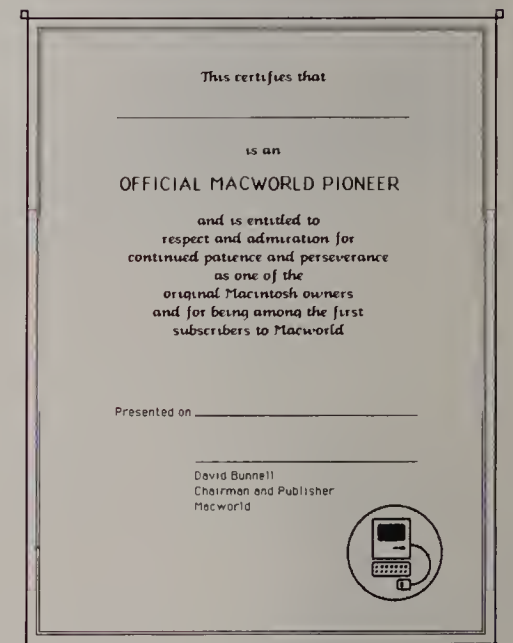 This certifies that
is an
OFFICIAL MACWORLD PIONEER
and is entitled to
respect and admiration for
continued patience and perseverance
as one of the
original Macintosh owners
and for being among the first
subscribers to Macworld
Presented on
David Bunnell
Chairman and Publisher
Macworld